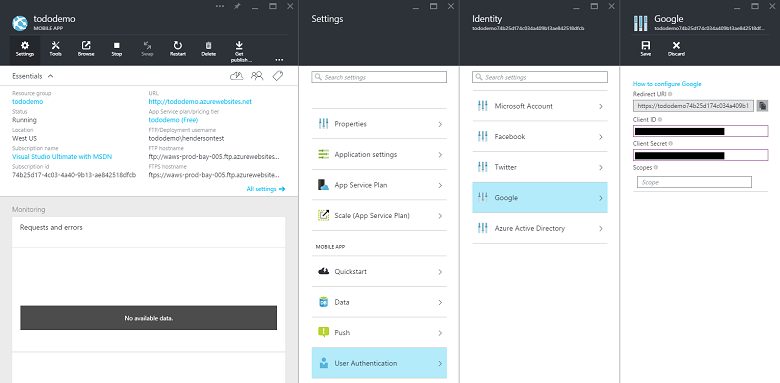 tododemo
MOBILE APP
Settings
Tools
Browse
Stop
Swap
Restart
Delete
Get
publish ...
Essentials
Resource group
tododemo
URL
http://tododemo.azurewebsites.net
Status
Running
App Service plan/pricing tier
tododemo (Free)
Location
West US
FTP/Deployment username
tododemo\hendersontest
Subscription name
Visual Studio Ultimate with MSDN
FTP hostname
ftp://waws-prod-bay-005.ftp.azurewebsites...
Subscription id
74b25d17-4c03-4a40-9b13-ae842518dfcb
FTPS hostname
ftps://waws-prod-bay-005.ftp.azurewebsite...
All settings
Monitoring
Requests and errors
No available data.
Settings
Search settings
Properties
Application settings
App Service Plan
Scale (App Service Plan)
MOBILE APP
Quickstart
Data
Push
User Authentication
Identity
tododemo74b25d174c034a409b13ae842518dfcb
Search settings
Microsoft Account
Facebook
Twitter
Google
Azure Active Directory
Google
tododemo74b25d174c034a409b13ae842518df...
Save
Discard
How to configure Google
Redirect URI
https://tododemo74b25d174c034a409b1
Client ID
Client Secret
Scopes
Scope